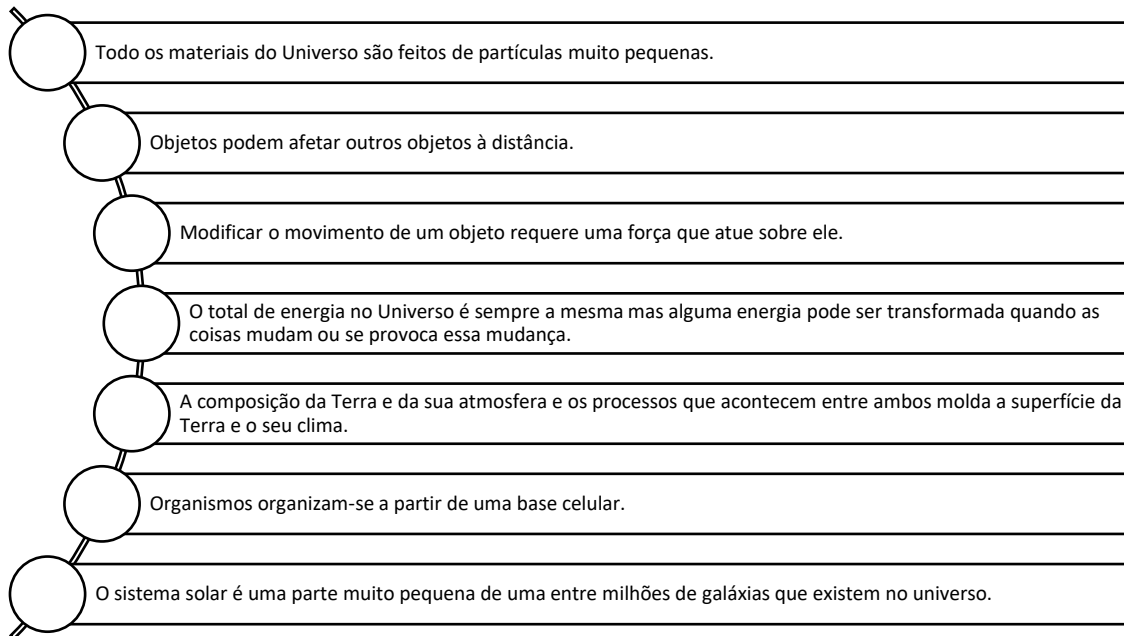 Todo os materiais do Universo são feitos de partículas muito pequenas.
Objetos podem afetar outros objetos à distância.
Modificar o movimento de um objeto requere uma força que atue sobre ele.
O total de energia no Universo é sempre a mesma mas alguma energia pode ser transformada quando as
coisas mudam ou se provoca essa mudança.
A composição da Terra e da sua atmosfera e os processos que acontecem entre ambos molda a superfície da
Terra e o seu clima.
Organismos organizam-se a partir de uma base celular.
O sistema solar é uma parte muito pequena de uma entre milhões de galáxias que existem no universo.